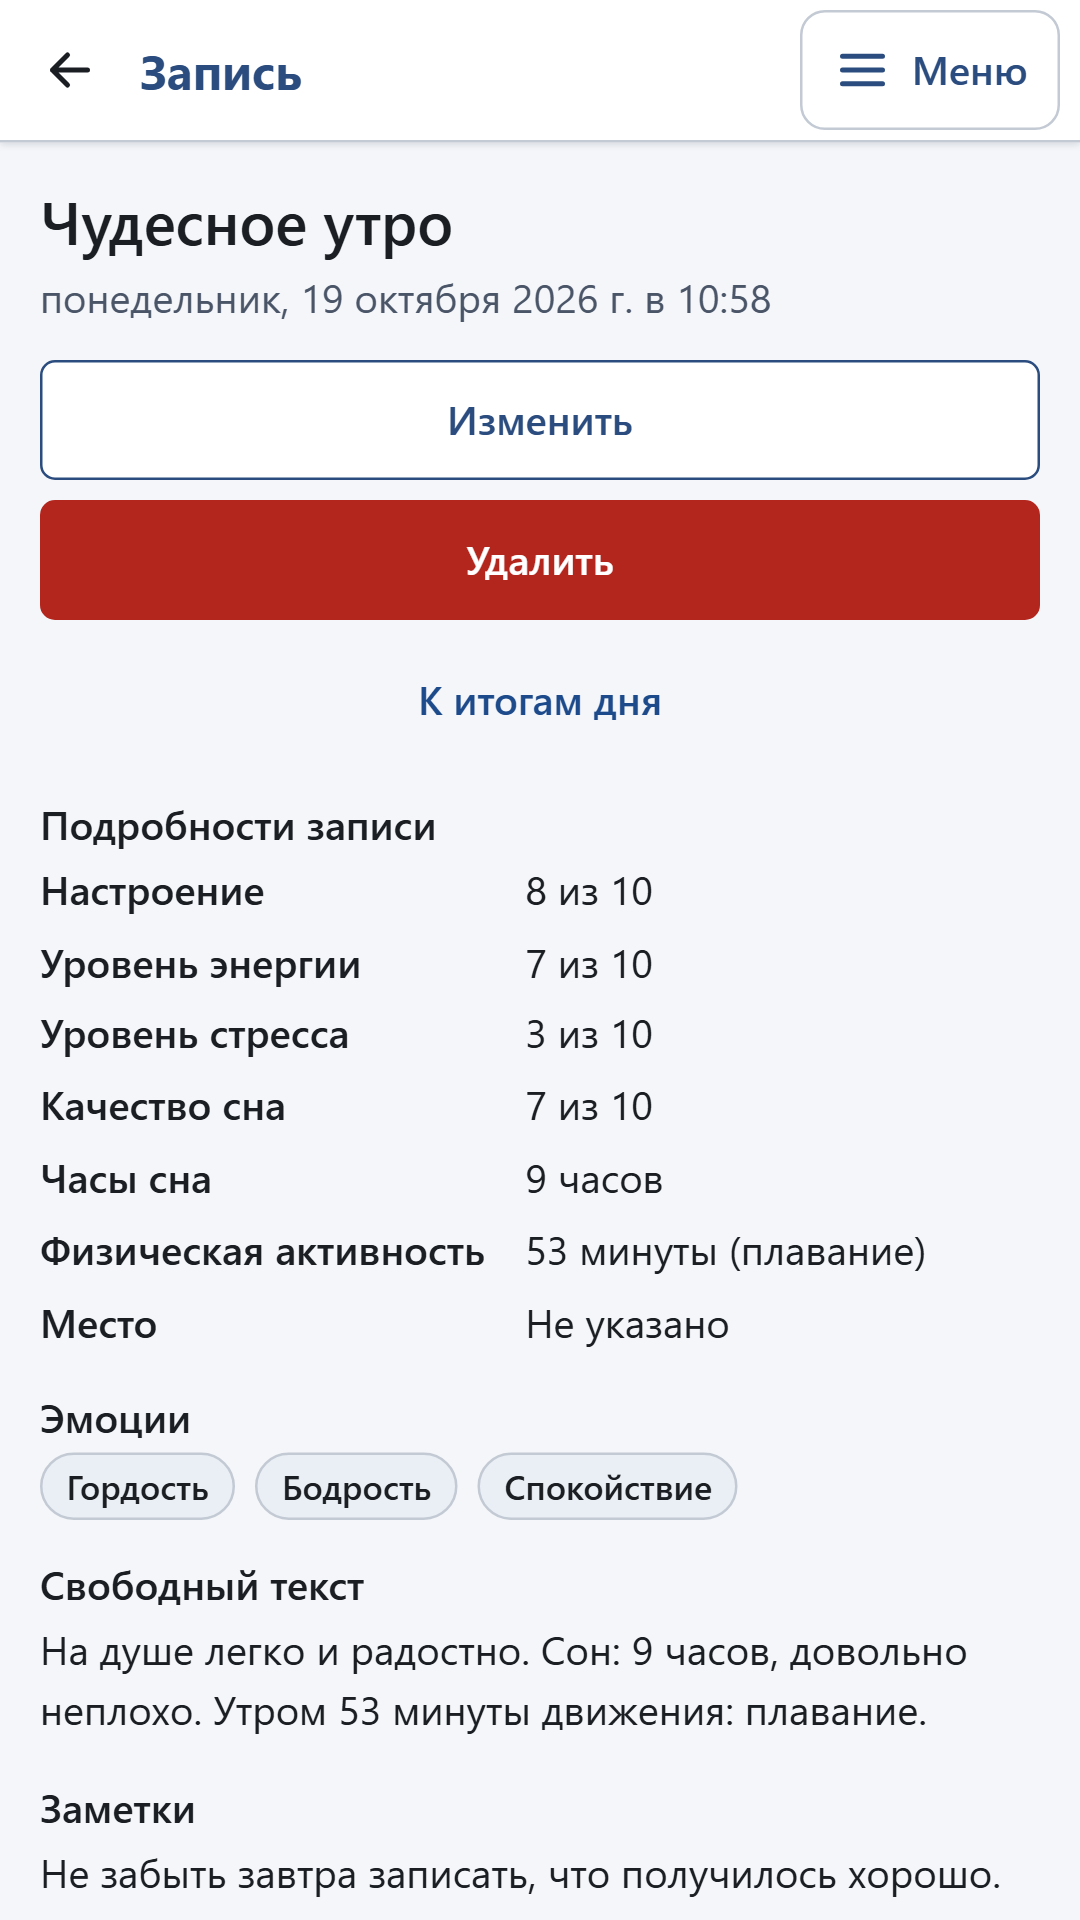 Запись
Меню
Чудесное утро
понедельник, 19 октября 2026 г. в 10:58
Изменить
Удалить
К итогам дня
Подробности записи
Настроение 8 из 10
Уровень энергии 7 из 10
Уровень стресса 3 из 10
Качество сна 7 из 10
Часы сна 9 часов
Физическая активность 53 минуты (плавание)
Место Не указано
Эмоции
Гордость Бодрость Спокойствие
Свободный текст
На душе легко и радостно. Сон: 9 часов, довольно
неплохо. Утром 53 минуты движения: плавание.
Заметки
Не забыть завтра записать, что получилось хорошо.